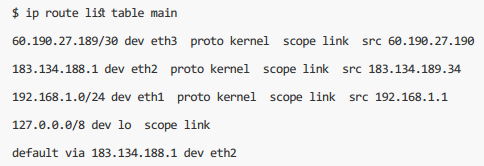 $ ip route list table main
60.190.27.189/30 dev eth3 proto kernel scope link src 60.190.27.190
183.134.188.1 dev eth2 proto kernel scope link src 183.134.189.34
192.168.1.0/24 dev eth1 proto kernel scope link src 192.168.1.1
127.0.0.0/8 dev lo scope link
default via 183.134.188.1 dev eth2